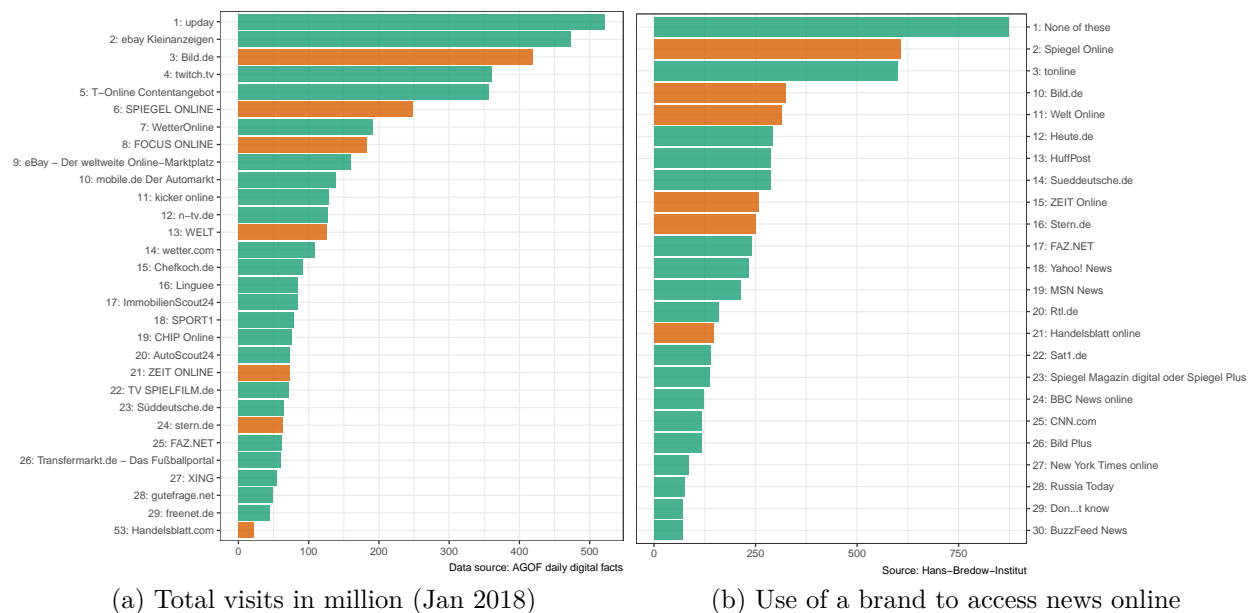 1: upday
2: ebay Kleinanzeigen
3: Bild.de
4: twitch.tv
5: T−Online Contentangebot
6: SPIEGEL ONLINE
7: WetterOnline
8: FOCUS ONLINE
9: eBay − Der weltweite Online−Marktplatz
10: mobile.de Der Automarkt
11: kicker online
12: n−tv.de
13: WELT
14: wetter.com
15: Chefkoch.de
16: Linguee
17: ImmobilienScout24
18: SPORT1
19: CHIP Online
20: AutoScout24
21: ZEIT ONLINE
22: TV SPIELFILM.de
23: Süddeutsche.de
24: stern.de
25: FAZ.NET
26: Transfermarkt.de − Das Fußballportal
27: XING
28: gutefrage.net
29: freenet.de
53: Handelsblatt.com
0 100 200 300 400 500
Data source: AGOF daily digital facts
(a) Total visits in million (Jan 2018)
1: None of these
2: Spiegel Online
3: tonline
10: Bild.de
11: Welt Online
12: Heute.de
13: HuffPost
14: Sueddeutsche.de
15: ZEIT Online
16: Stern.de
17: FAZ.NET
18: Yahoo! News
19: MSN News
20: Rtl.de
21: Handelsblatt online
22: Sat1.de
23: Spiegel Magazin digital oder Spiegel Plus
24: BBC News online
25: CNN.com
26: Bild Plus
27: New York Times online
28: Russia Today
29: Don...t know
30: BuzzFeed News
0 250 500 750
Source: Hans−Bredow−Institut
(b) Use of a brand to access news online